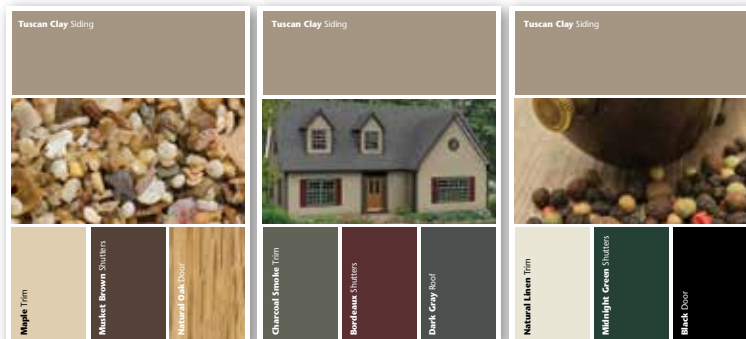 Tuscan Clay Siding
Maple Trim
Musket Brown Shutters
Natural Oak Door
Tuscan Clay Siding
Charcoal Smoke Trim
Bordeaux Shutters
Dark Gray Roof
Tuscan Clay Siding
Natural Linen Trim
Midnight Green Shutters
Black Door